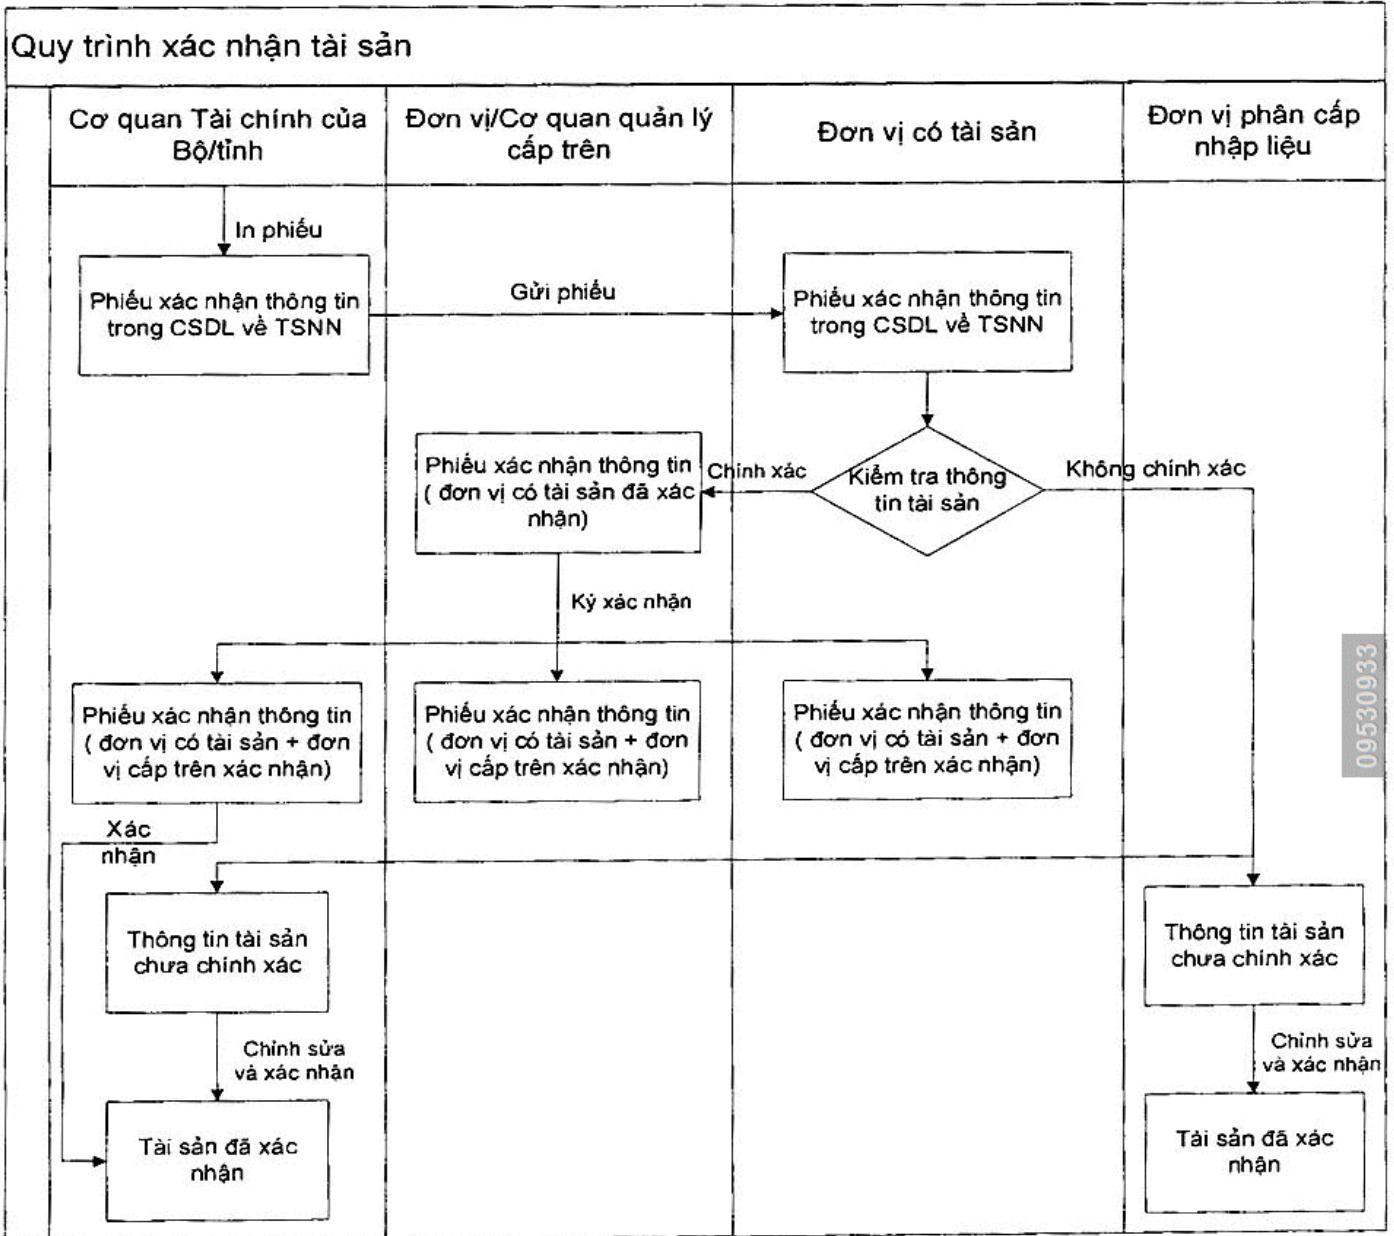 Quy trình xác nhận tài sản
Cơ quan Tài chính của
Bộ/tỉnh
Đơn vị/Cơ quan quản lý
cấp trên
Đơn vị có tài sản
Đơn vị phân cấp
nhập liệu
In phiếu
Phiếu xác nhận thông tin
trong CSDL về TSNN
Gửi phiếu
Phiếu xác nhận thông tin
trong CSDL về TSNN
Phiếu xác nhận thông tin
( đơn vị có tài sản đã xác
nhận)
Chính xác
Kiểm tra thông
tin tài sản
Không chính xác
Ký xác nhận
Phiếu xác nhận thông tin
( đơn vị có tài sản + đơn
vị cấp trên xác nhận)
Phiếu xác nhận thông tin
( đơn vị có tài sản + đơn
vị cấp trên xác nhận)
Phiếu xác nhận thông tin
( đơn vị có tài sản + đơn
vị cấp trên xác nhận)
09530933
Xác
nhận
Thông tin tài sản
chưa chính xác
Thông tin tài sản
chưa chính xác
Chỉnh sửa
và xác nhận
Chỉnh sửa
và xác nhận
Tài sản đã xác
nhận
Tài sản đã xác
nhận